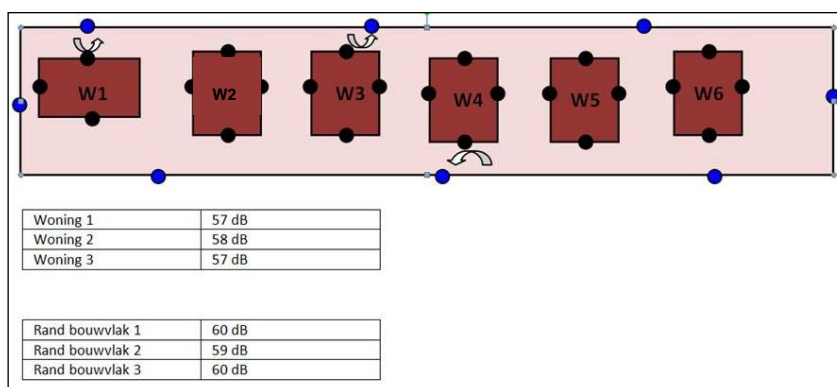 W1 W2 W3 W4 W5 W6
Woning 1 57 dB
Woning 2 58 dB
Woning 3 57 dB
Rand bouwvlak 1 60 dB
Rand bouwvlak 2 59 dB
Rand bouwvlak 3 60 dB